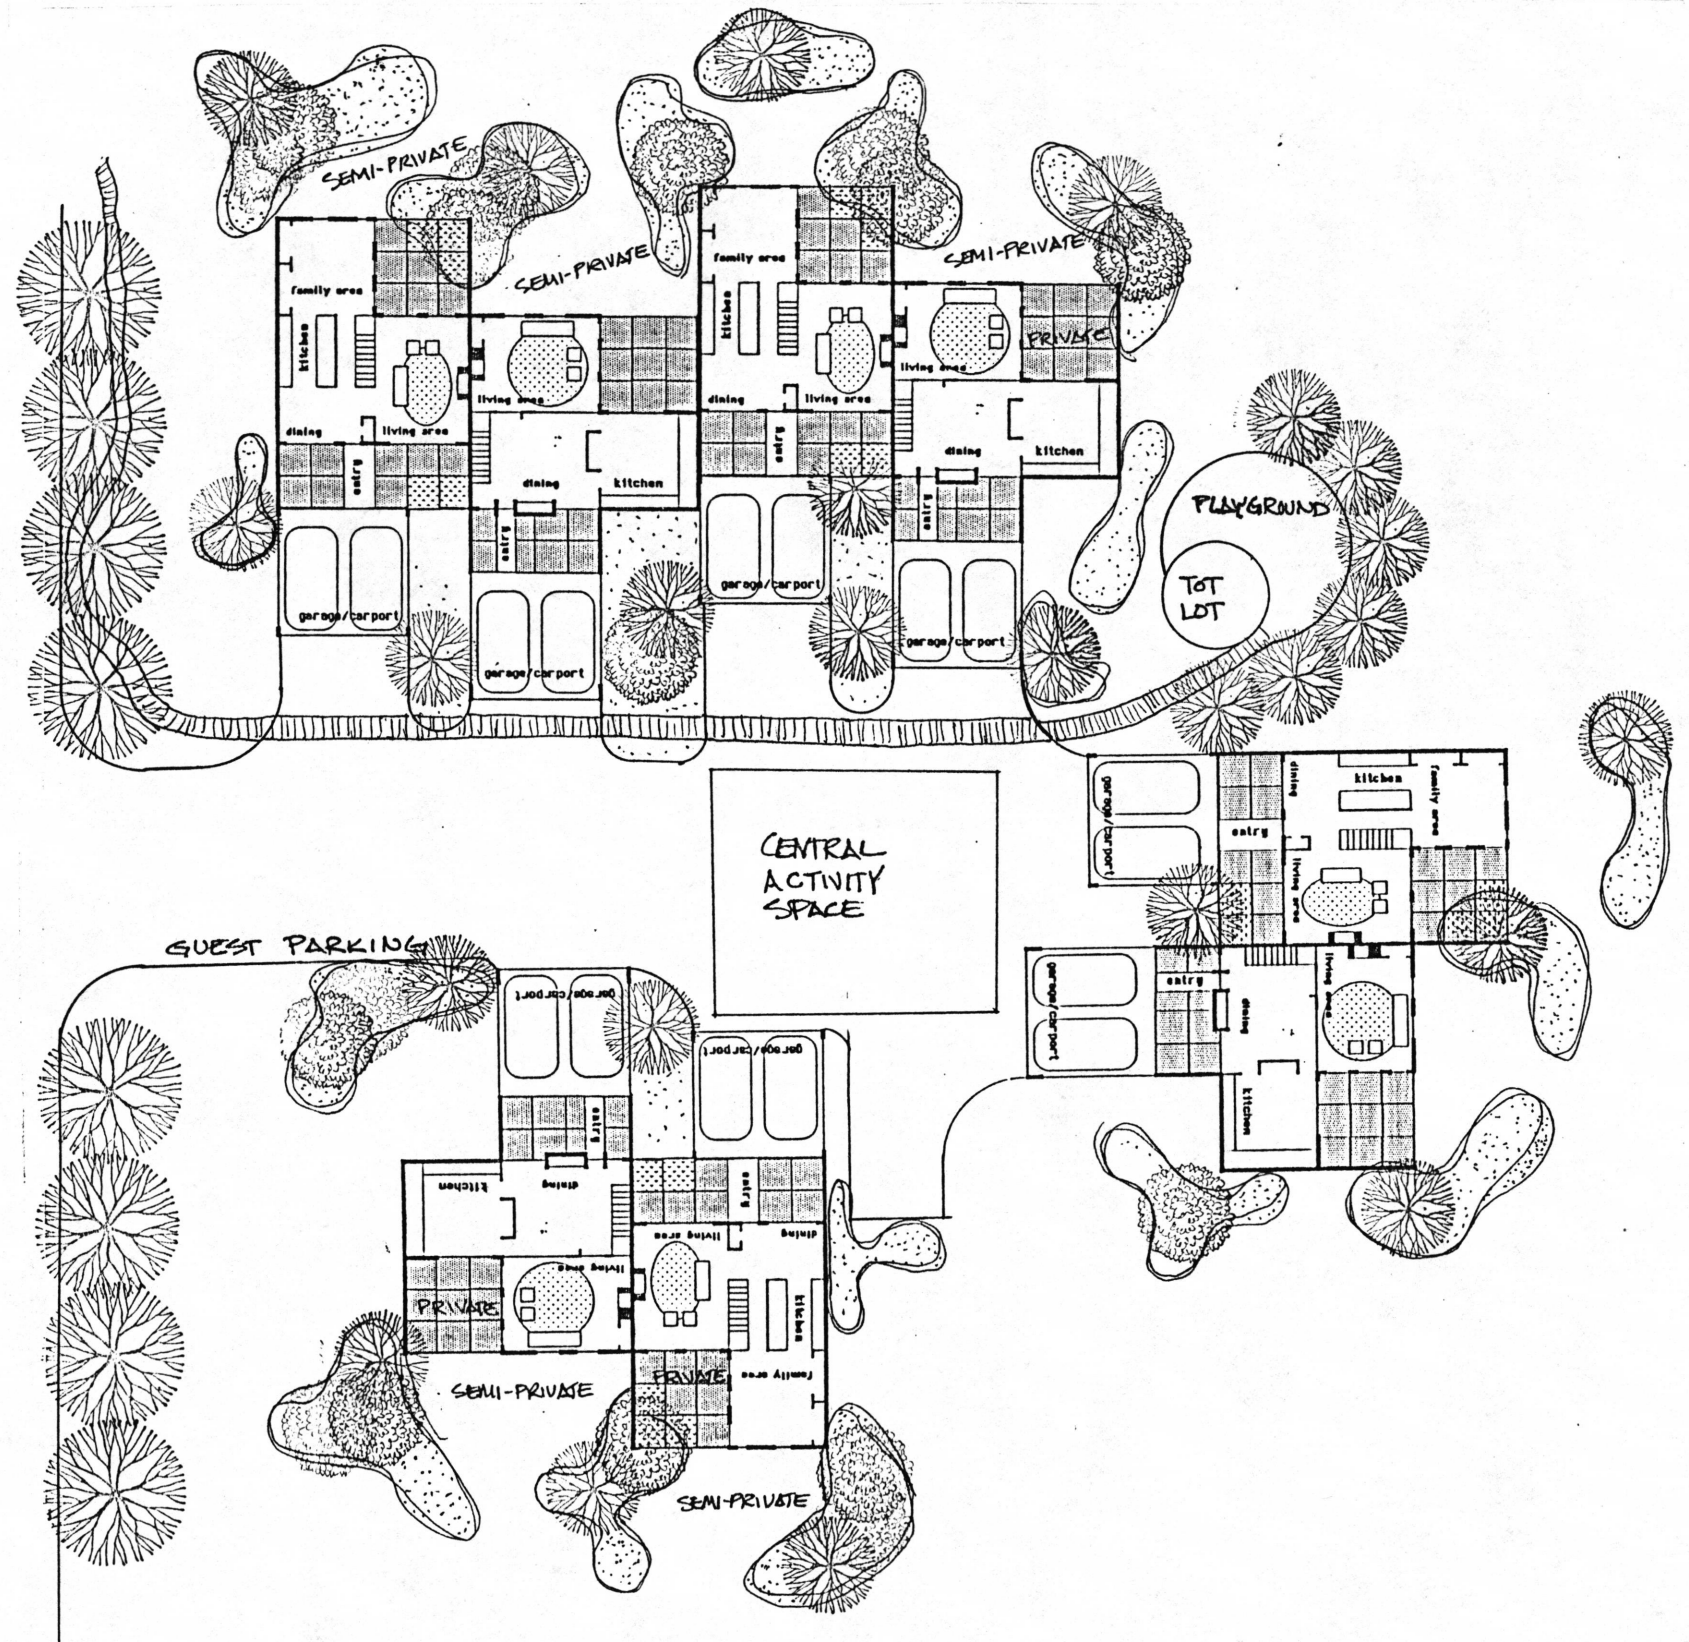 SEMI-PRIVATE
SEMI-PRIVATE
SEMI-PRIVATE
family area
kitchen
dining
living area
entry
garage/carport
living area
dining
kitchen
entry
garage/carport
family area
kitchen
dining
living area
entry
garage/carport
living area
PRIVATE
dining
kitchen
entry
garage/carport
PLAYGROUND
TOT
LOT
CENTRAL
ACTIVITY
SPACE
garage/carport
dining
kitchen
family area
entry
living area
garage/carport
entry
living area
dining
kitchen
GUEST PARKING
garage/carport
entry
garage/carport
kitchen
dining
entry
living area
dining
living area
PRIVATE
kitchen
PRIVATE
family area
SEMI-PRIVATE
SEMI-PRIVATE